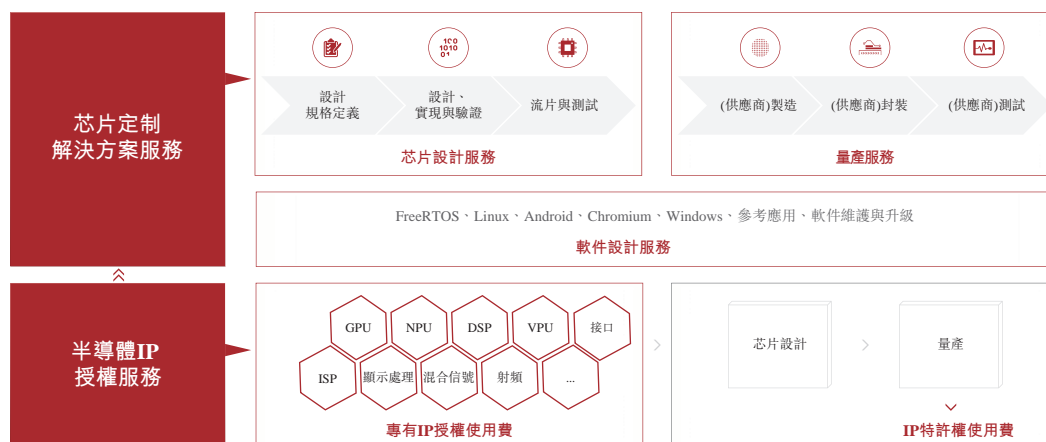 芯片定制
解決方案服務
100
1010
01
設計
規格定義
設計、
實現與驗證
流片與測試
芯片設計服務
(供應商)製造
(供應商)封裝
(供應商)測試
量產服務
FreeRTOS、Linux、Android、Chromium、Windows、參考應用、軟件維護與升級
軟件設計服務
半導體IP
授權服務
GPU
NPU
DSP
VPU
接口
ISP
顯示處理
混合信號
射頻
...
專有IP授權使用費
芯片設計
量產
IP特許權使用費